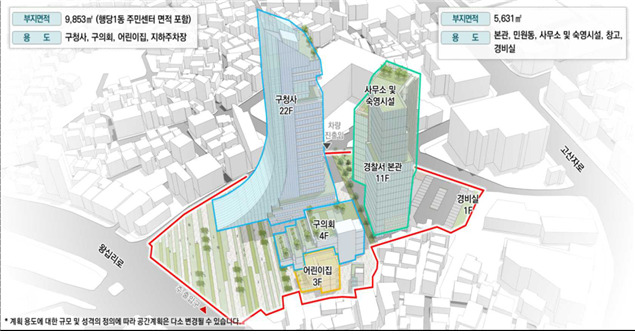 부지면적 9,853㎡ (행당1동 주민센터 면적 포함)
용 도 구청사, 구의회, 어린이집, 지하주차장
부지면적 5,631㎡
용 도 본관, 민원동, 사무소 및 숙영시설, 창고,
경비실
구청사
22F
사무소 및
숙영시설
차량
진출입
경찰서 본관
11F
고산자로
경비실
1F
구의회
4F
어린이집
3F
왕십리로
* 계획 용도에 대한 규모 및 성격의 정의에 따라 공간계획은 다소 변경될 수 있습니다...